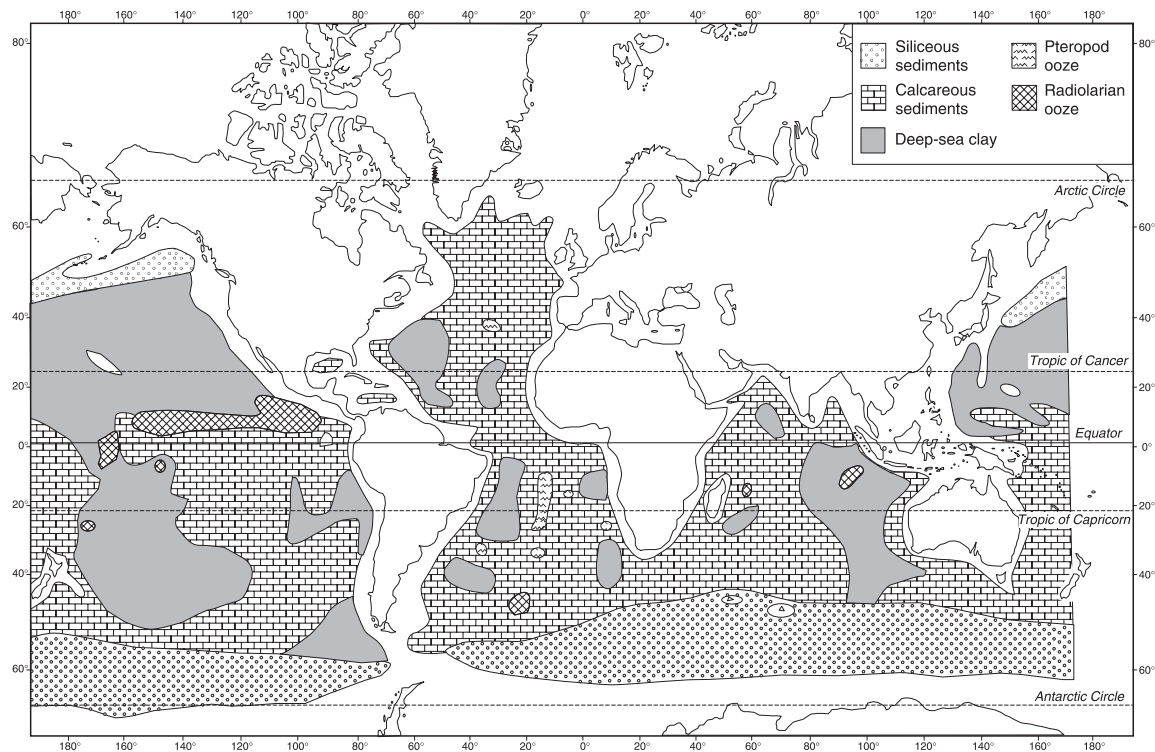 180° 160° 140° 120° 100° 80° 60° 40° 20° 0° 20° 40° 60° 80° 100° 120° 140° 160° 180°
80° 80°
Siliceous sediments
Pteropod ooze
Calcareous sediments
Radiolarian ooze
Deep-sea clay
Arctic Circle
60° 60°
40° 40°
Tropic of Cancer
20° 20°
Equator
0° 0°
20° 20°
Tropic of Capricorn
40° 40°
60° 60°
Antarctic Circle
180° 160° 140° 120° 100° 80° 60° 40° 20° 0° 20° 40° 60° 80° 100° 120° 140° 160° 180°